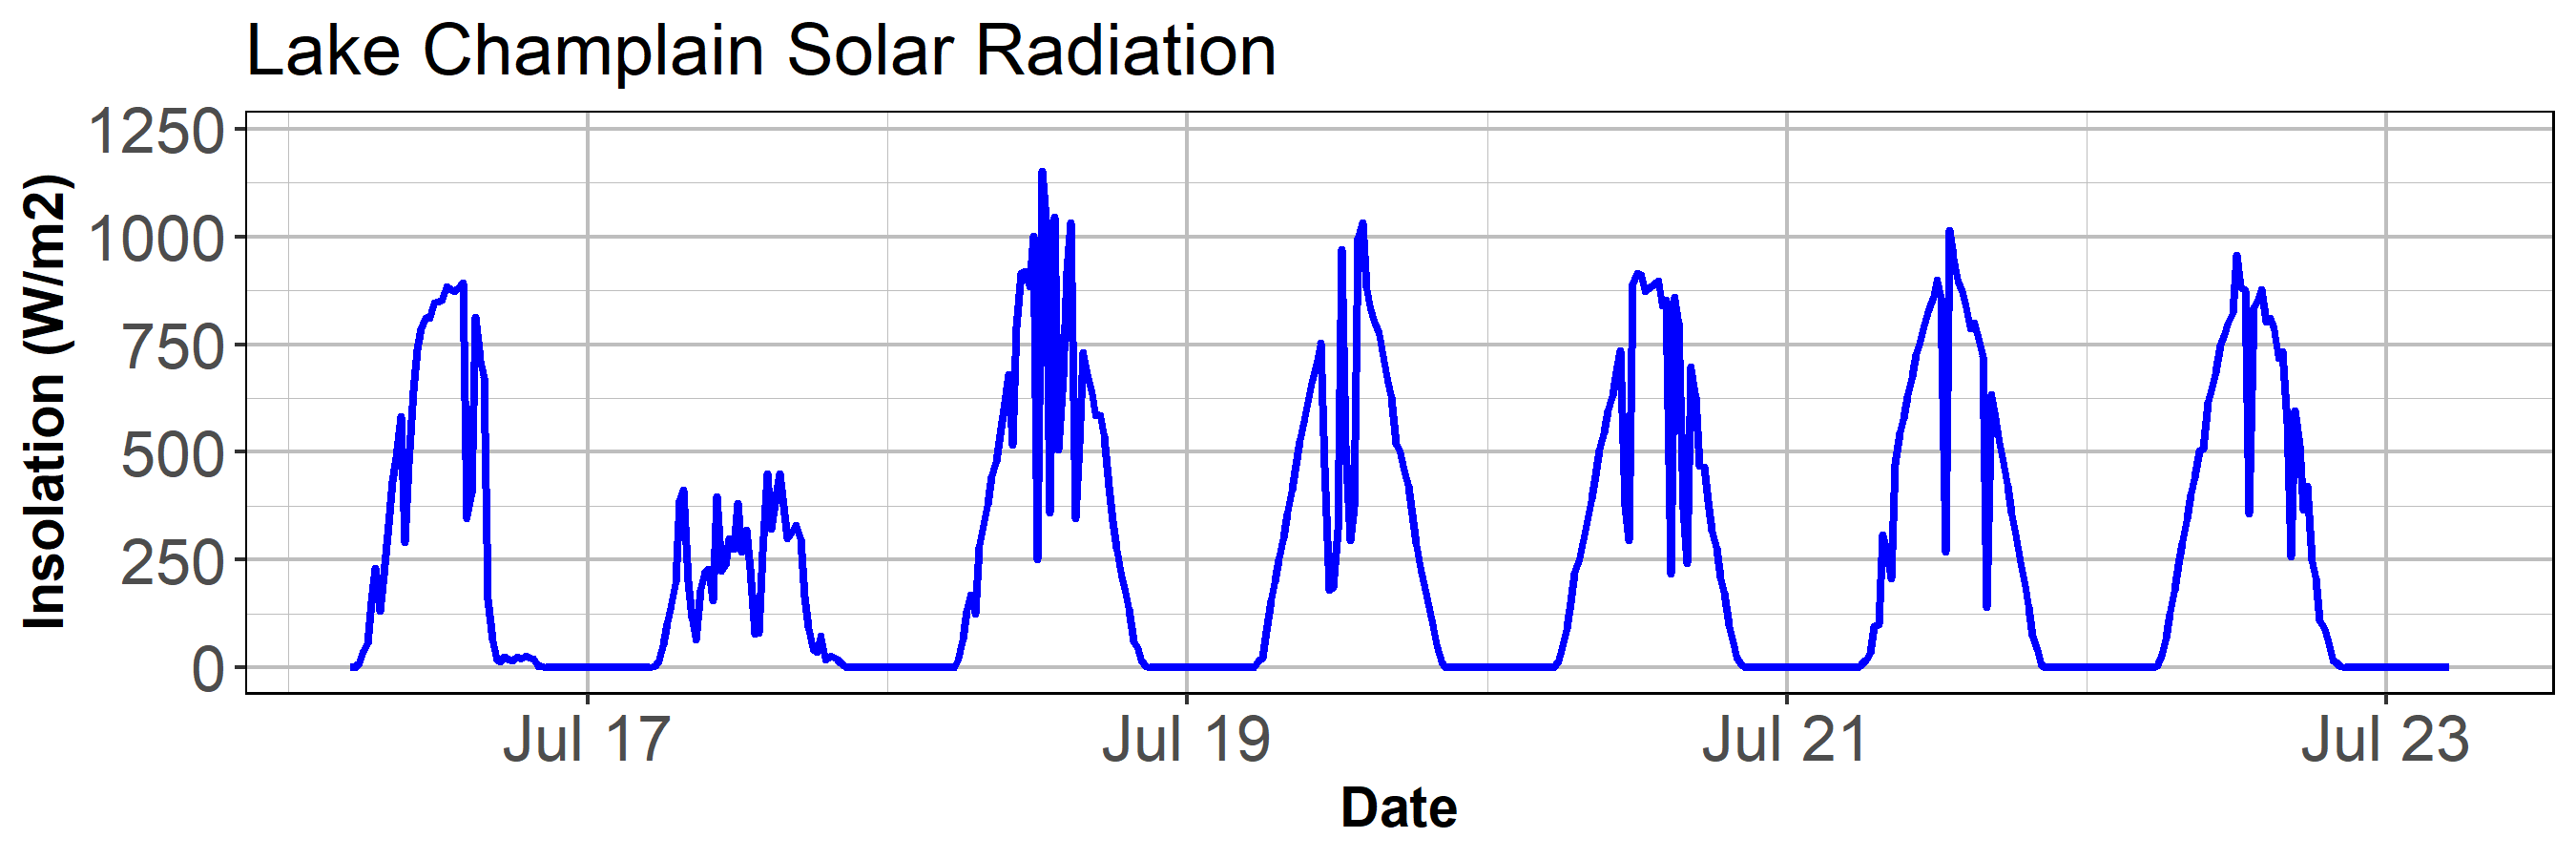 Lake Champlain Solar Radiation
Insolation (W/m2)
1250
1000
750
500
250
0
Jul 17
Jul 19
Jul 21
Jul 23
Date